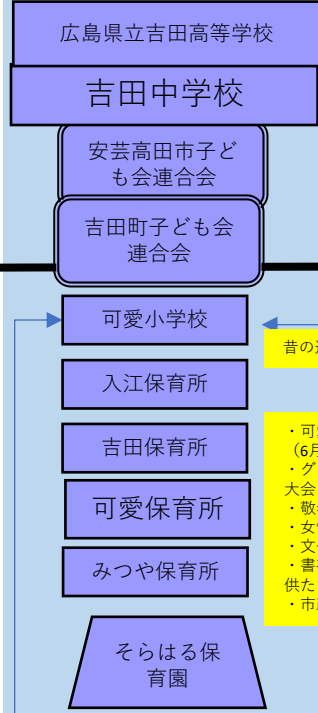 広島県立吉田高等学校
吉田中学校
安芸高田市子ど
も会連合会
吉田町子ども会
連合会
可愛小学校
昔の
入江保育所
吉田保育所
・可
（6月
・グ
大会
可愛保育所
・敬
・女
・文
・書
供た
・市
みつや保育所
そらはる保
育園